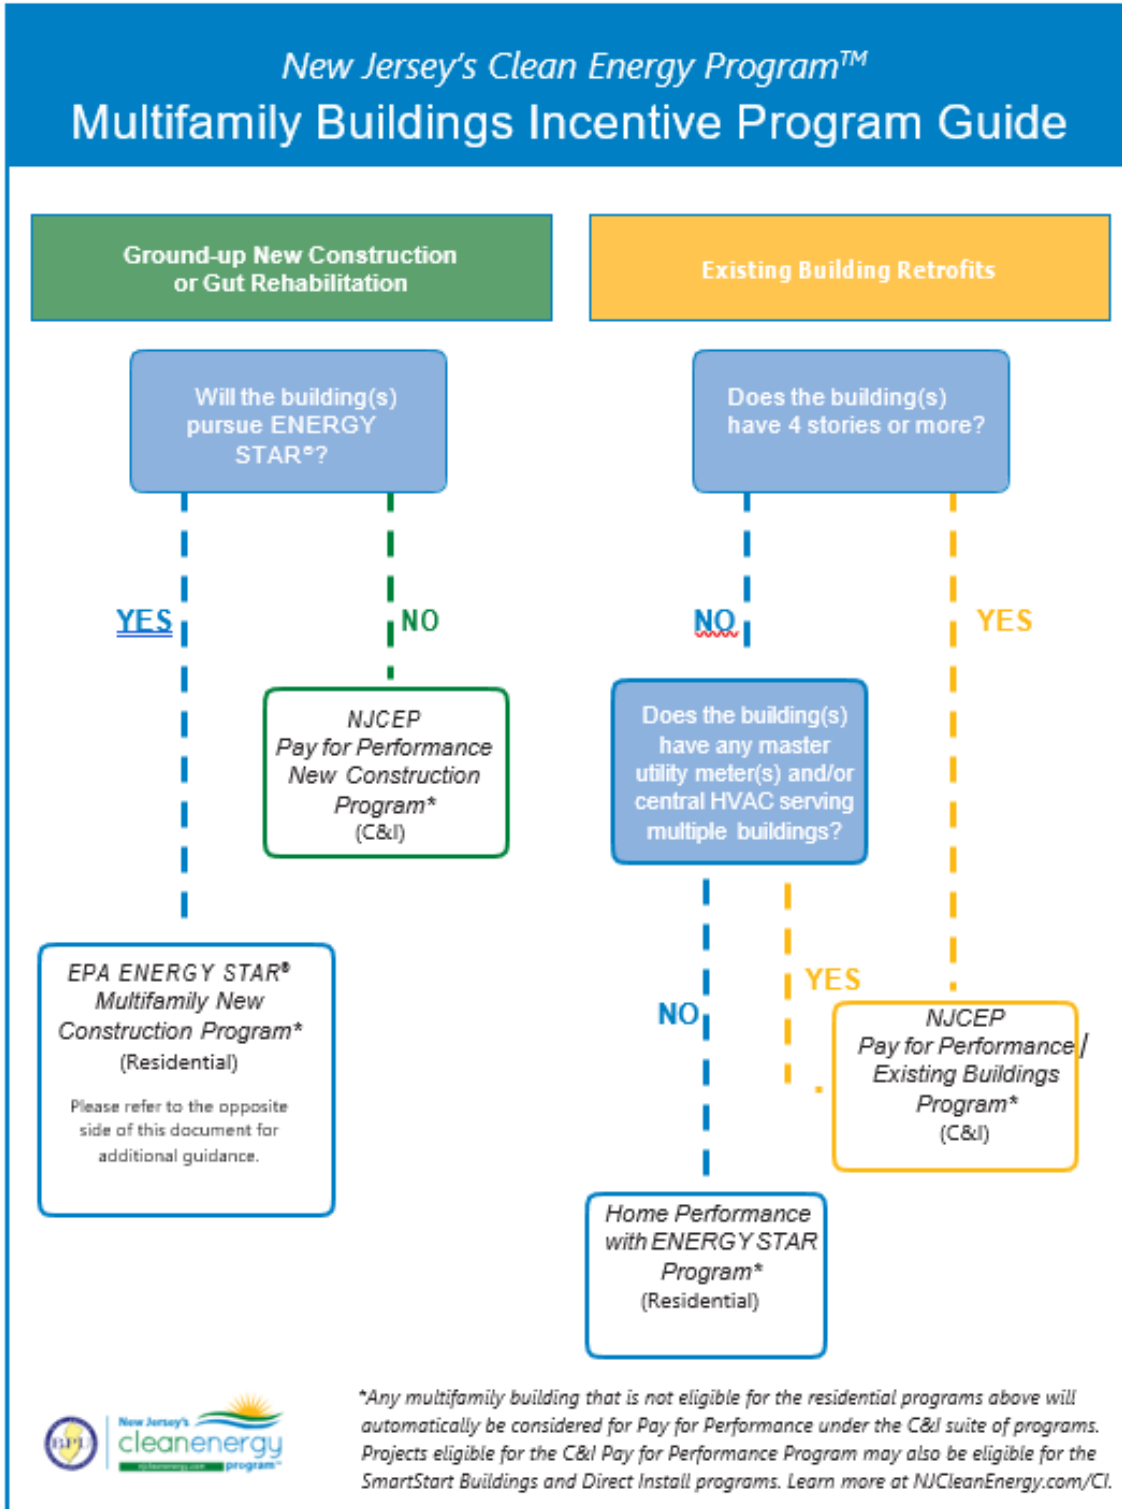 New Jersey's Clean Energy Program™
Multifamily Buildings Incentive Program Guide
Ground-up New Construction
or Gut Rehabilitation
Will the building(s)
pursue ENERGY
STAR®?
YES
NO
NJCEP
Pay for Performance
New Construction
Program*
(C&I)
EPA ENERGY STAR®
Multifamily New
Construction Program*
(Residential)
Please refer to the opposite
side of this document for
additional guidance.
Existing Building Retrofits
Does the building(s)
have 4 stories or more?
NO
YES
Does the building(s)
have any master
utility meter(s) and/or
central HVAC serving
multiple buildings?
NO
YES
NJCEP
Pay for Performance/
Existing Buildings
Program*
(C&I)
Home Performance
with ENERGY STAR
Program*
(Residential)
BPU
New Jersey's
cleanenergy
njcleanenergy.com
program™
*Any multifamily building that is not eligible for the residential programs above will
automatically be considered for Pay for Performance under the C&I suite of programs.
Projects eligible for the C&I Pay for Performance Program may also be eligible for the
SmartStart Buildings and Direct Install programs. Learn more at NJCleanEnergy.com/CI.